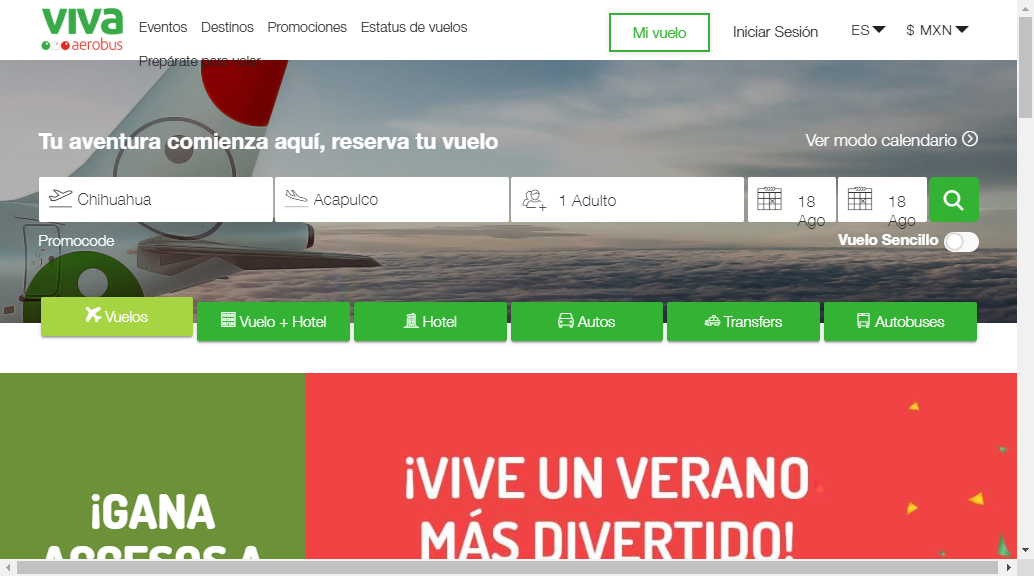 viva
aerobus
Eventos Destinos Promociones Estatus de vuelos
Prepárate para volar
Mi vuelo
Iniciar Sesión
ES
$ MXN
Tu aventura comienza aquí, reserva tu vuelo
Ver modo calendario
Chihuahua
Acapulco
1 Adulto
18
Ago
18
Ago
Promocode
Vuelo Sencillo
Vuelos
Vuelo + Hotel
Hotel
Autos
Transfers
Autobuses
¡GANA
ACCESOS A
¡VIVE UN VERANO
MÁS DIVERTIDO!